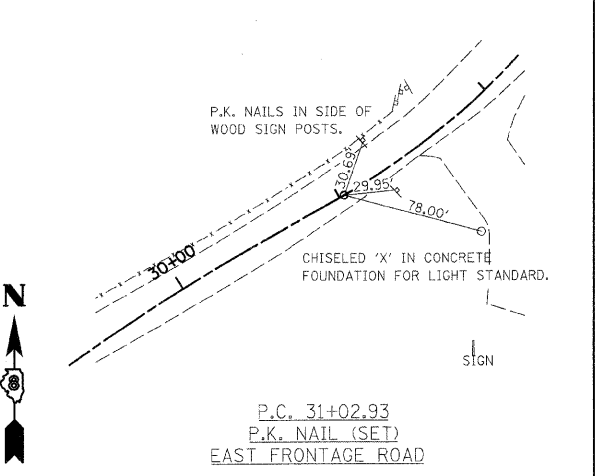 P.K. NAILS IN SIDE OF
WOOD SIGN POSTS.
30.69'
29.95'
78.00'
30+00
CHISELED 'X' IN CONCRETE
FOUNDATION FOR LIGHT STANDARD.
N
8
SIGN
P.C. 31+02.93
P.K. NAIL (SET)
EAST FRONTAGE ROAD